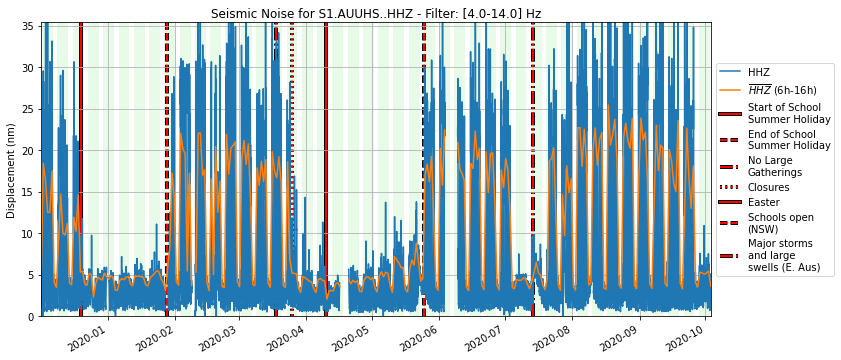 Seismic Noise for S1.AUUHS..HHZ - Filter: [4.0-14.0] Hz
Displacement (nm)
35
30
25
20
15
10
5
0
2020-01
2020-02
2020-03
2020-04
2020-05
2020-06
2020-07
2020-08
2020-09
2020-10
HHZ
HHZ (6h-16h)
Start of School
Summer Holiday
End of School
Summer Holiday
No Large
Gatherings
Closures
Easter
Schools open
(NSW)
Major storms
and large
swells (E. Aus)